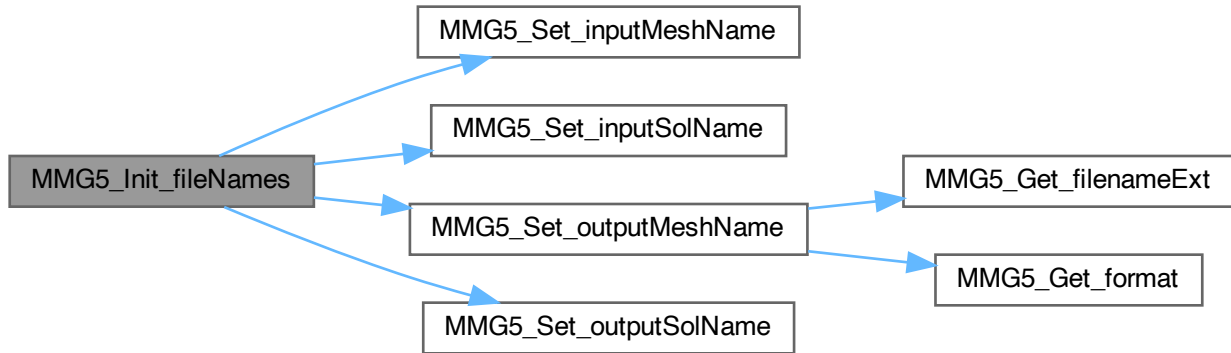 MMG5_Set_inputMeshName
MMG5_Set_inputSolName
MMG5_Init_fileNames
MMG5_Get_filenameExt
MMG5_Set_outputMeshName
MMG5_Get_format
MMG5_Set_outputSolName